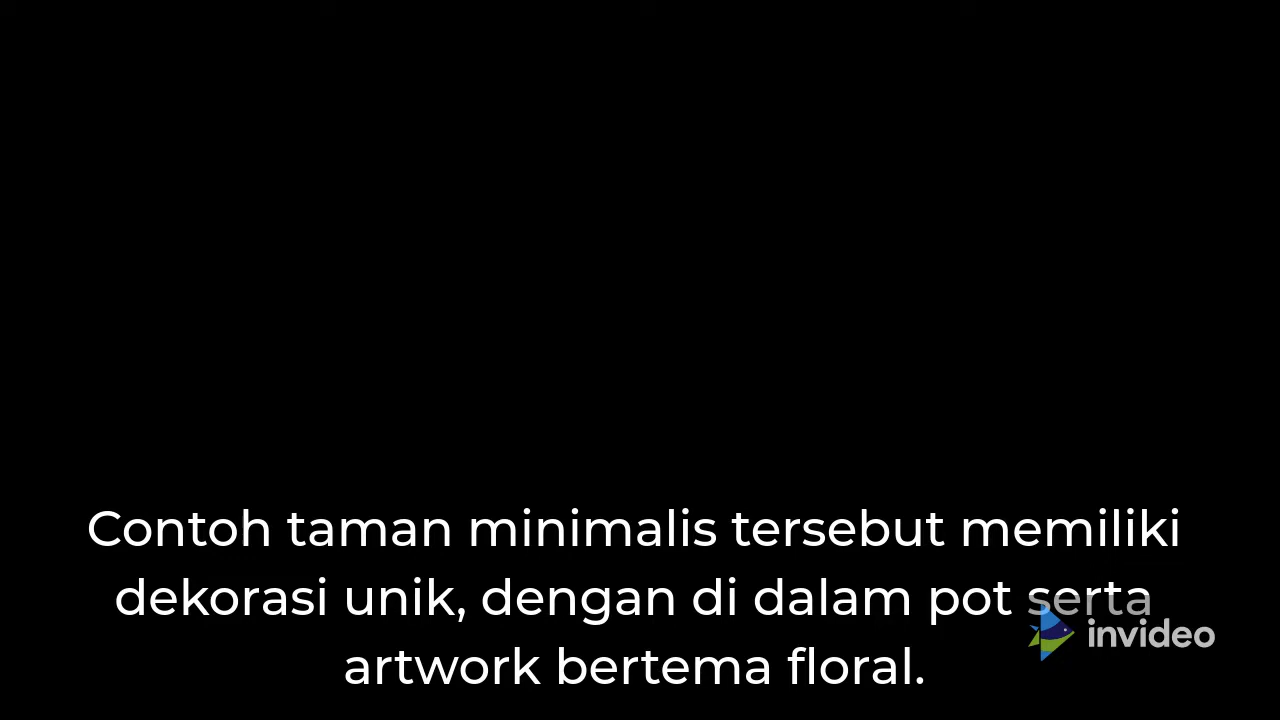 Contoh taman minimalis tersebut memiliki
dekorasi unik, dengan di dalam pot serta
invideo
artwork bertema floral.